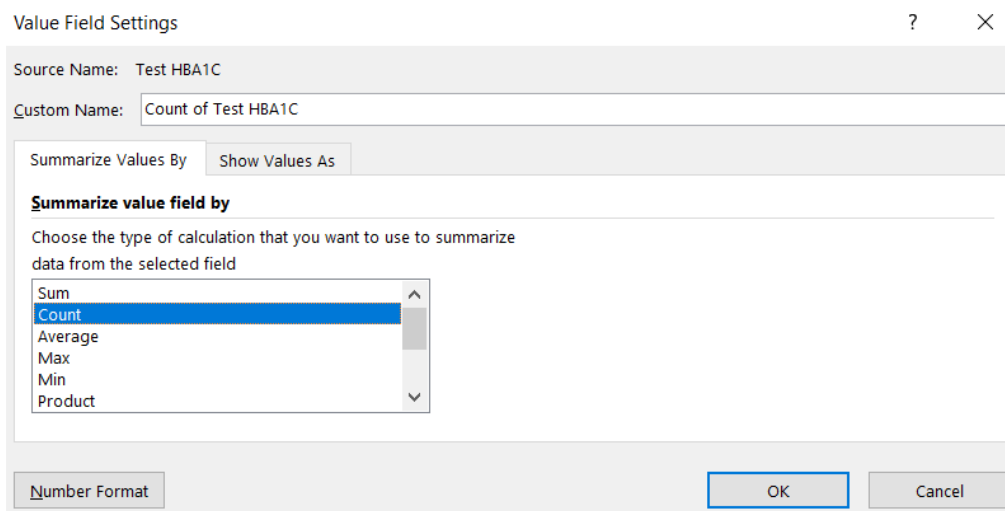 Value Field Settings ?
Source Name: Test HBA1C
Custom Name: Count of Test HBA1C
Summarize Values By Show Values As
Summarize value field by
Choose the type of calculation that you want to use to summarize
data from the selected field
Sum
Count
Average
Max
Min
Product
Number Format OK Cancel